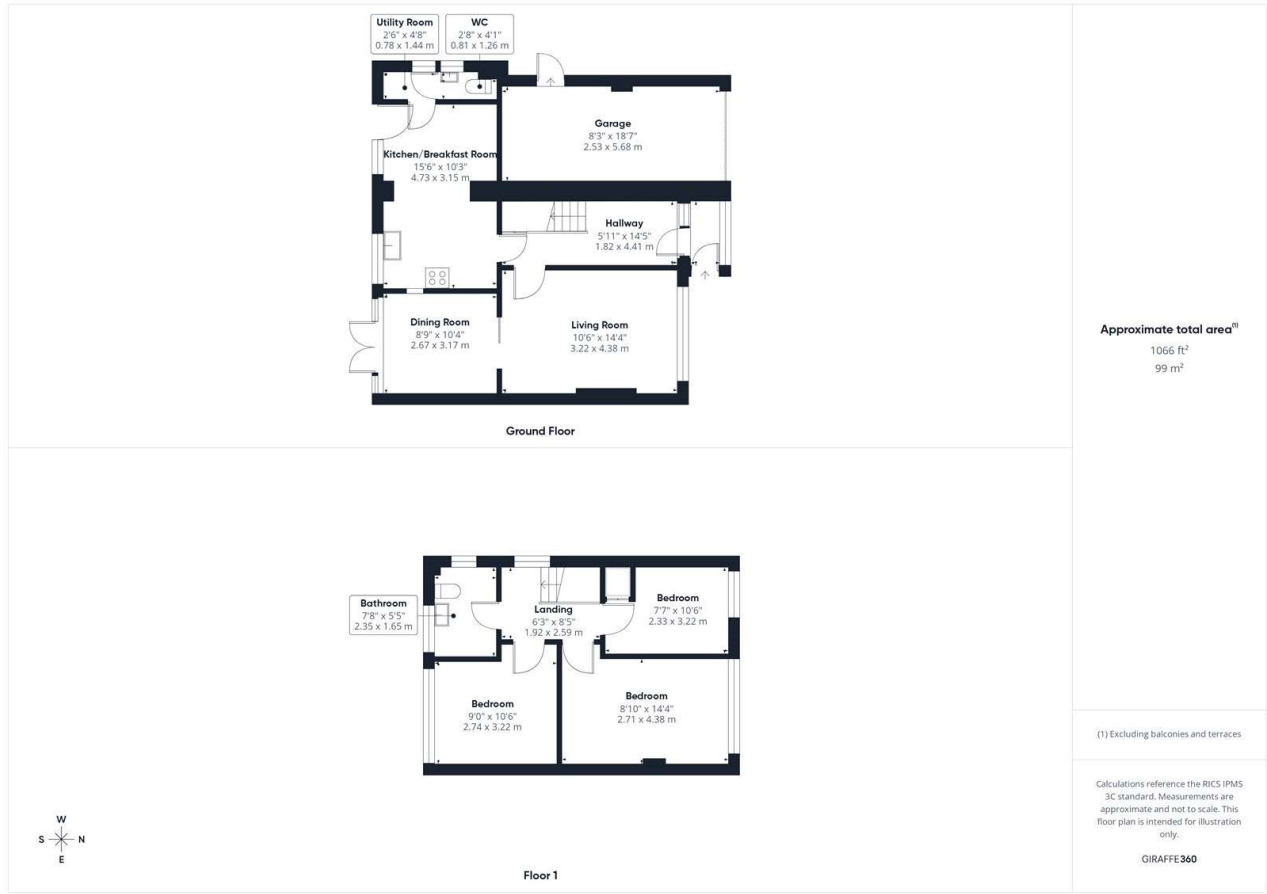 Utility Room
2'6" x 4'8"
0.78 x 1.44 m
WC
2'8" x 4'1"
0.81 x 1.26 m
Garage
8'3" x 18'7"
2.53 x 5.68 m
Kitchen/Breakfast Room
15'6" x 10'3"
4.73 x 3.15 m
Hallway
5'11" x 14'5"
1.82 x 4.41 m
Dining Room
8'9" x 10'4"
2.67 x 3.17 m
Living Room
10'6" x 14'4"
3.22 x 4.38 m
Ground Floor
Bathroom
7'8" x 5'5"
2.35 x 1.65 m
Landing
6'3" x 8'5"
1.92 x 2.59 m
Bedroom
7'7" x 10'6"
2.33 x 3.22 m
Bedroom
9'0" x 10'6"
2.74 x 3.22 m
Bedroom
8'10" x 14'4"
2.71 x 4.38 m
W
S N
E
Floor 1
Approximate total area(1)
1066 ft²
99 m²
(1) Excluding balconies and terraces
Calculations reference the RICS IPMS
3C standard. Measurements are
approximate and not to scale. This
floor plan is intended for illustration
only.
GIRAFFE360